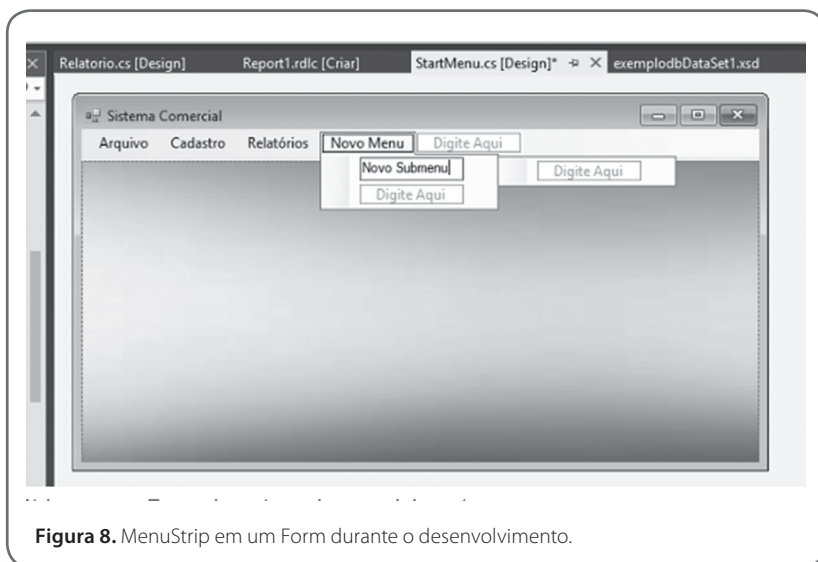 Relatorio.cs [Design] Report1.rdlc [Criar] StartMenu.cs [Design]* exemplodbDataSet1.xsd
Sistema Comercial
Arquivo Cadastro Relatórios Novo Menu Digite Aqui
Novo Submenu Digite Aqui
Digite Aqui
Figura 8. MenuStrip em um Form durante o desenvolvimento.